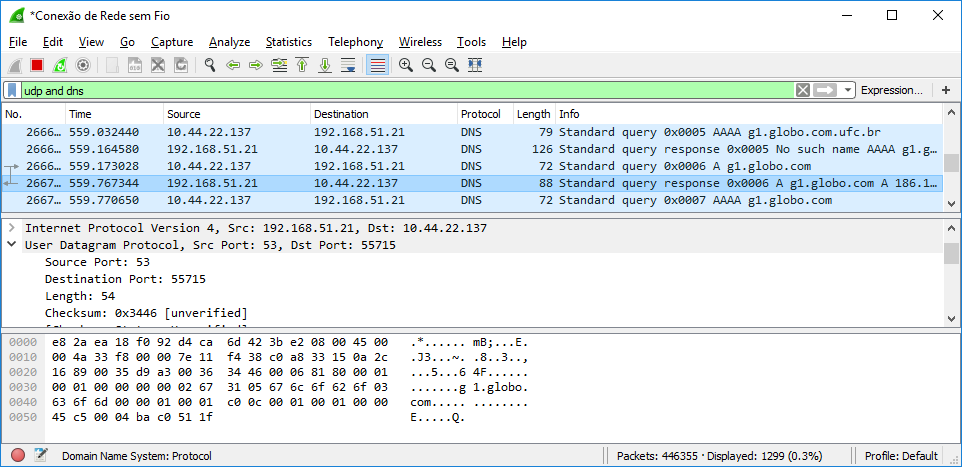 *Conexão de Rede sem Fio
File Edit View Go Capture Analyze Statistics Telephony Wireless Tools Help
udp and dns Expression... +
No. Time Source Destination Protocol Length Info
2666... 559.032440 10.44.22.137 192.168.51.21 DNS 79 Standard query 0x0005 AAAA g1.globo.com.ufc.br
2666... 559.164580 192.168.51.21 10.44.22.137 DNS 126 Standard query response 0x0005 No such name AAAA g1.g...
2666... 559.173028 10.44.22.137 192.168.51.21 DNS 72 Standard query 0x0006 A g1.globo.com
2667... 559.767344 192.168.51.21 10.44.22.137 DNS 88 Standard query response 0x0006 A g1.globo.com A 186.1...
2667... 559.770650 10.44.22.137 192.168.51.21 DNS 72 Standard query 0x0007 AAAA g1.globo.com
Internet Protocol Version 4, Src: 192.168.51.21, Dst: 10.44.22.137
User Datagram Protocol, Src Port: 53, Dst Port: 55715
Source Port: 53
Destination Port: 55715
Length: 54
Checksum: 0x3446 [unverified]
0000 e8 2a ea 18 f0 92 d4 ca 6d 42 3b e2 08 00 45 00 .*...... mB;...E.
0010 00 4a 33 f8 00 00 7e 11 f4 38 c0 a8 33 15 0a 2c .J3...~. .8..3..,
0020 16 89 00 35 d9 a3 00 36 34 46 00 06 81 80 00 01 ...5...6 4F......
0030 00 01 00 00 00 00 02 67 31 05 67 6c 6f 62 6f 03 .......g 1.globo.
0040 63 6f 6d 00 00 01 00 01 c0 0c 00 01 00 01 00 00 com..... ........
0050 45 c5 00 04 ba c0 51 1f E.....Q.
Domain Name System: Protocol Packets: 446355 · Displayed: 1299 (0.3%) Profile: Default